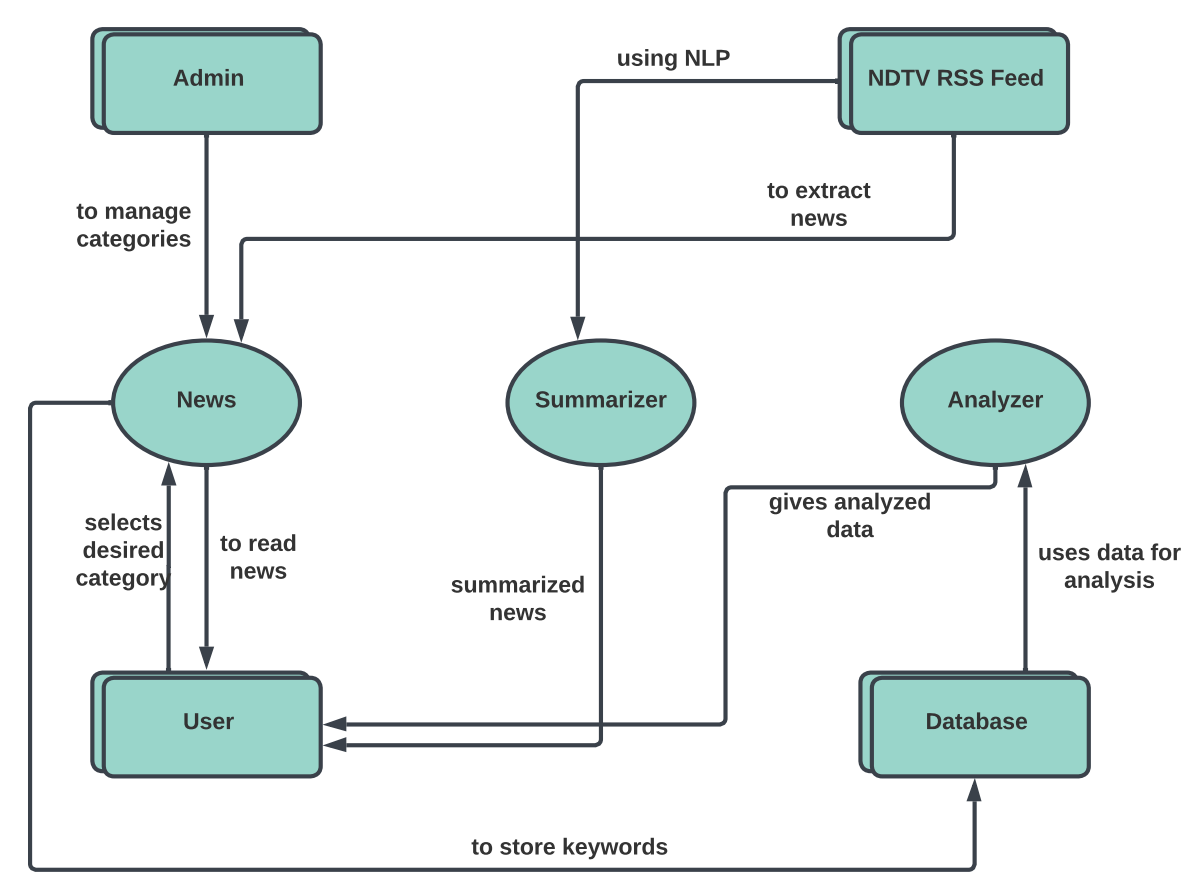 using NLP
Admin
NDTV RSS Feed
to extract
news
to manage
categories
News
Summarizer
Analyzer
gives analyzed
data
selects
desired
category
to read
news
uses data for
analysis
summarized
news
User
Database
to store keywords